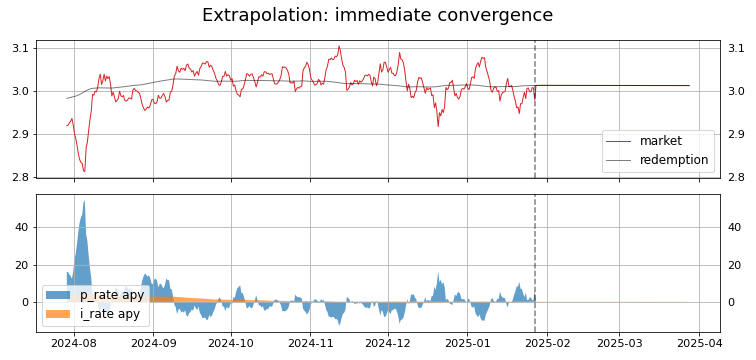 Extrapolation: immediate convergence
3.1
3.1
3.0
3.0
2.9
2.9
2.8
2.8
market
redemption
40
40
20
20
0
0
p_rate apy
i_rate apy
2024-08 2024-09 2024-10 2024-11 2024-12 2025-01 2025-02 2025-03 2025-04